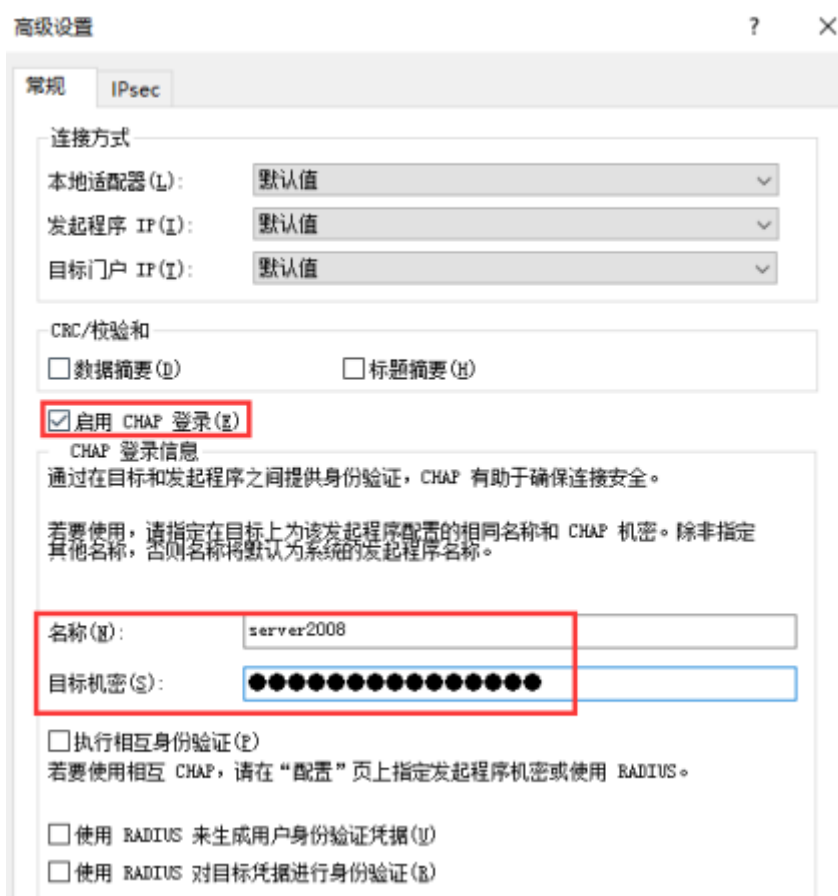 高级设置 ? ×
常规 IPsec
连接方式
本地适配器(L): 默认值
发起程序 IP(I): 默认值
目标门户 IP(T): 默认值
CRC/校验和
数据摘要(D) 标题摘要(H)
启用 CHAP 登录(E)
CHAP 登录信息
通过在目标和发起程序之间提供身份验证，CHAP 有助于确保连接安全。
若要使用，请指定在目标上为该发起程序配置的相同名称和 CHAP 机密。除非指定
其他名称，否则名称将默认为系统的发起程序名称。
名称(N): server2008
目标机密(S): ●●●●●●●●●●●●●●●
执行相互身份验证(P)
若要使用相互 CHAP，请在“配置”页上指定发起程序机密或使用 RADIUS。
使用 RADIUS 来生成用户身份验证凭据(U)
使用 RADIUS 对目标凭据进行身份验证(R)